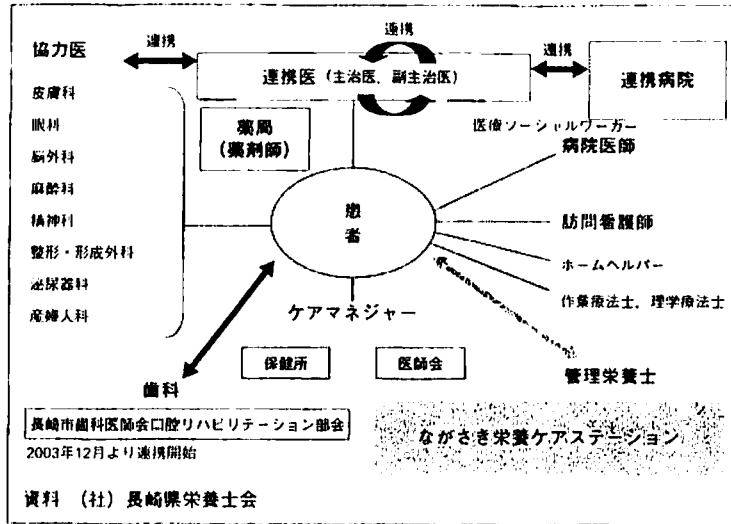 協力医
連携
連携
連携
連携医（主治医、副主治医）
連携病院
皮膚科
眼科
脳外科
麻酔科
精神科
整形・形成外科
泌尿器科
産婦人科
薬局
（薬剤師）
医療ソーシャルワーカー
病院医師
患
者
訪問看護師
ホームヘルパー
作業療法士，理学療法士
ケアマネジャー
保健所
医師会
管理栄養士
歯科
長崎市歯科医師会口腔リハビリテーション部会
2003年12月より連携開始
ながさき栄養ケアステーション
資料 （社）長崎県栄養士会